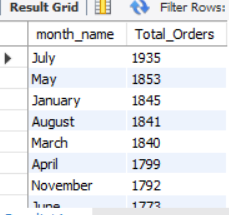 Result Grid Filter Rows:
month_name Total_Orders
July 1935
May 1853
January 1845
August 1841
March 1840
April 1799
November 1792
June 1773